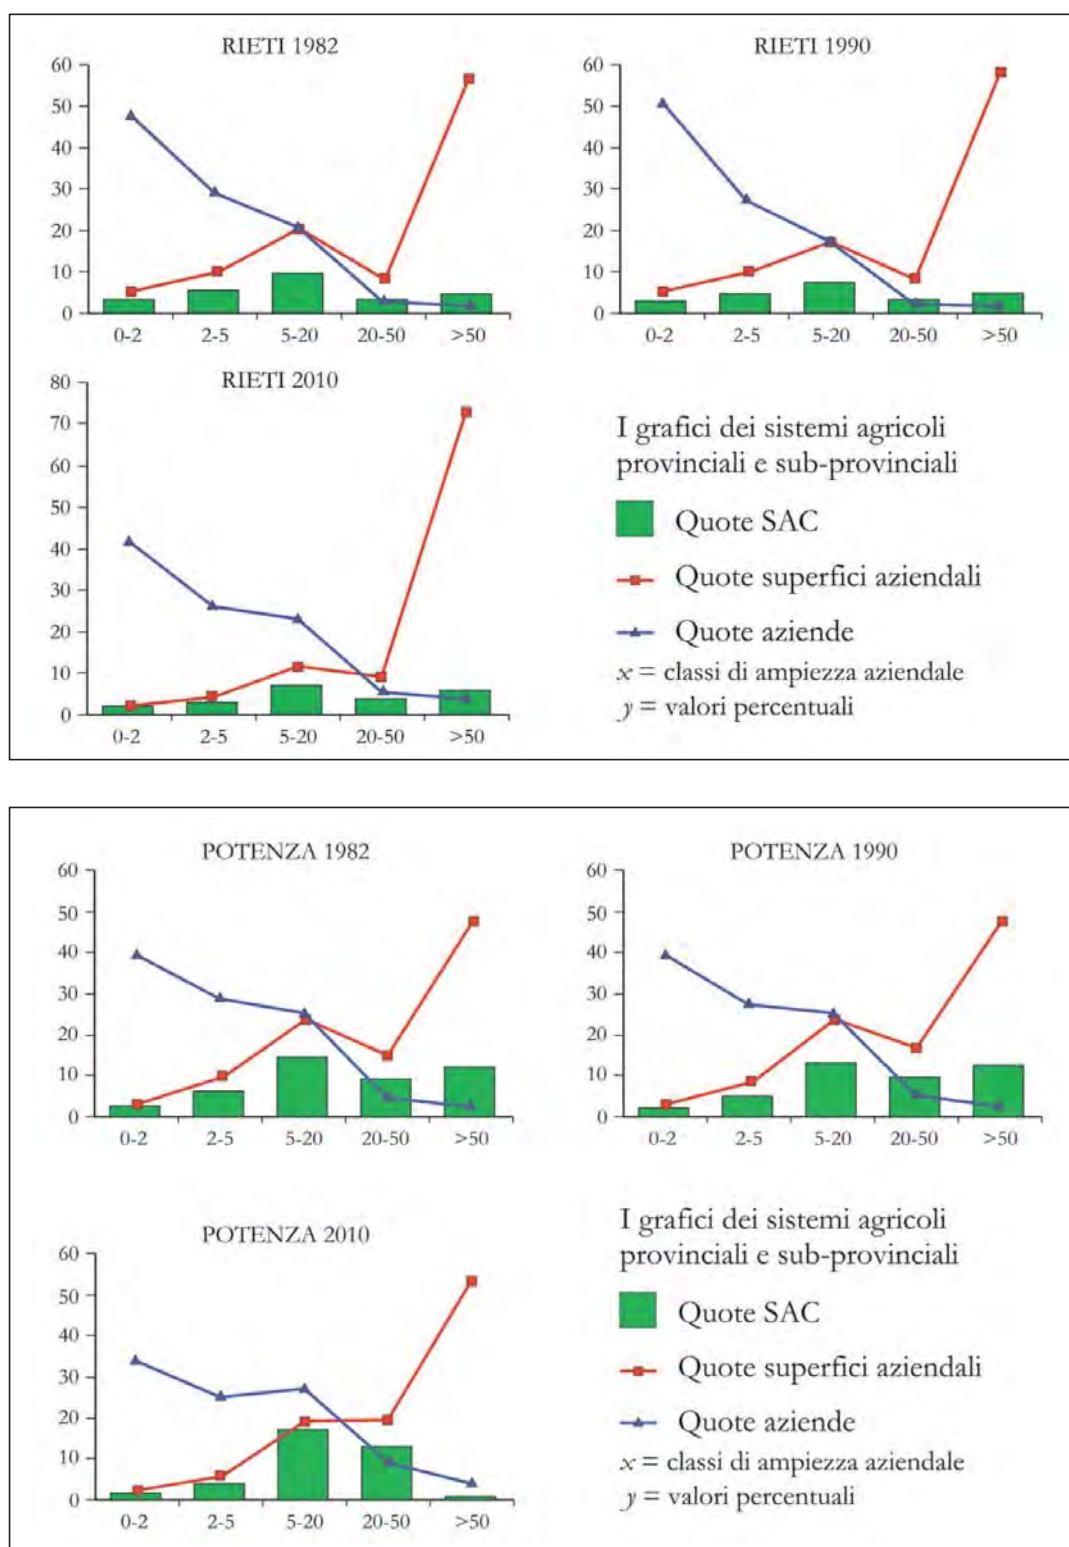 RIETI 1982
60
50
40
30
20
10
0
0-2 2-5 5-20 20-50 >50
RIETI 1990
60
50
40
30
20
10
0
0-2 2-5 5-20 20-50 >50
RIETI 2010
80
70
60
50
40
30
20
10
0
0-2 2-5 5-20 20-50 >50
I grafici dei sistemi agricoli
provinciali e sub-provinciali
Quote SAC
Quote superfici aziendali
Quote aziende
x = classi di ampiezza aziendale
y = valori percentuali
POTENZA 1982
60
50
40
30
20
10
0
0-2 2-5 5-20 20-50 >50
POTENZA 1990
60
50
40
30
20
10
0
0-2 2-5 5-20 20-50 >50
POTENZA 2010
60
50
40
30
20
10
0
0-2 2-5 5-20 20-50 >50
I grafici dei sistemi agricoli
provinciali e sub-provinciali
Quote SAC
Quote superfici aziendali
Quote aziende
x = classi di ampiezza aziendale
y = valori percentuali